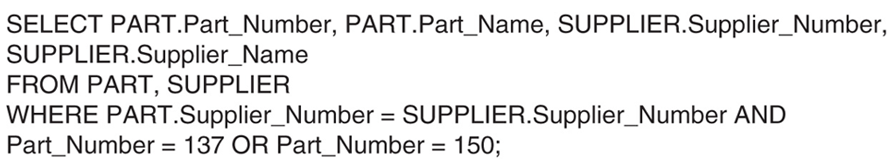 SELECT PART.Part_Number, PART.Part_Name, SUPPLIER.Supplier_Number,
SUPPLIER.Supplier_Name
FROM PART, SUPPLIER
WHERE PART.Supplier_Number = SUPPLIER.Supplier_Number AND
Part_Number = 137 OR Part_Number = 150;